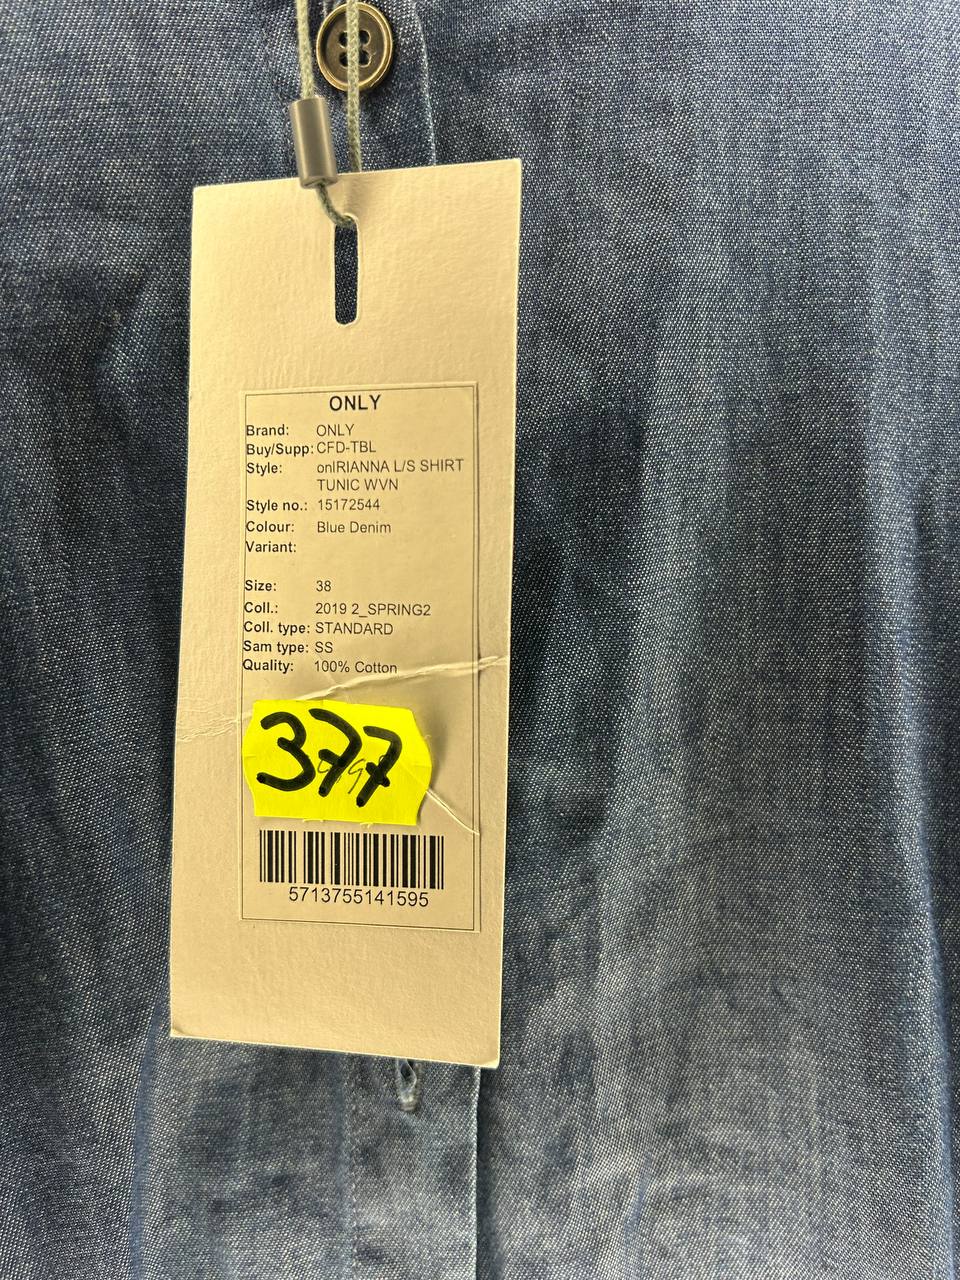 ONLY
Brand: ONLY
Buy/Supp: CFD-TBL
Style: onlRIANNA L/S SHIRT
TUNIC WVN
Style no.: 15172544
Colour: Blue Denim
Variant:
Size: 38
Coll.: 2019 2_SPRING2
Coll. type: STANDARD
Sam type: SS
Quality: 100% Cotton
377
5713755141595